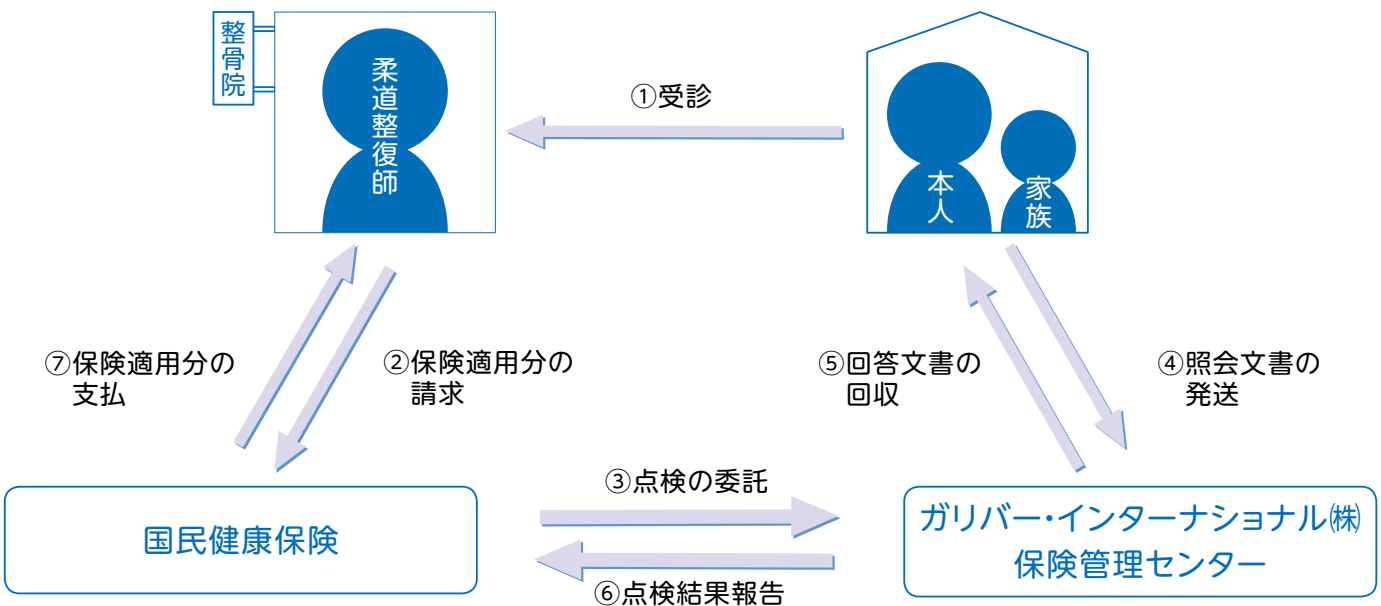 整骨院
柔道整復師
①受診
本人
家族
⑦保険適用分の
支払
②保険適用分の
請求
⑤回答文書の
回収
④照会文書の
発送
③点検の委託
国民健康保険
ガリバー・インターナショナル㈱
保険管理センター
⑥点検結果報告